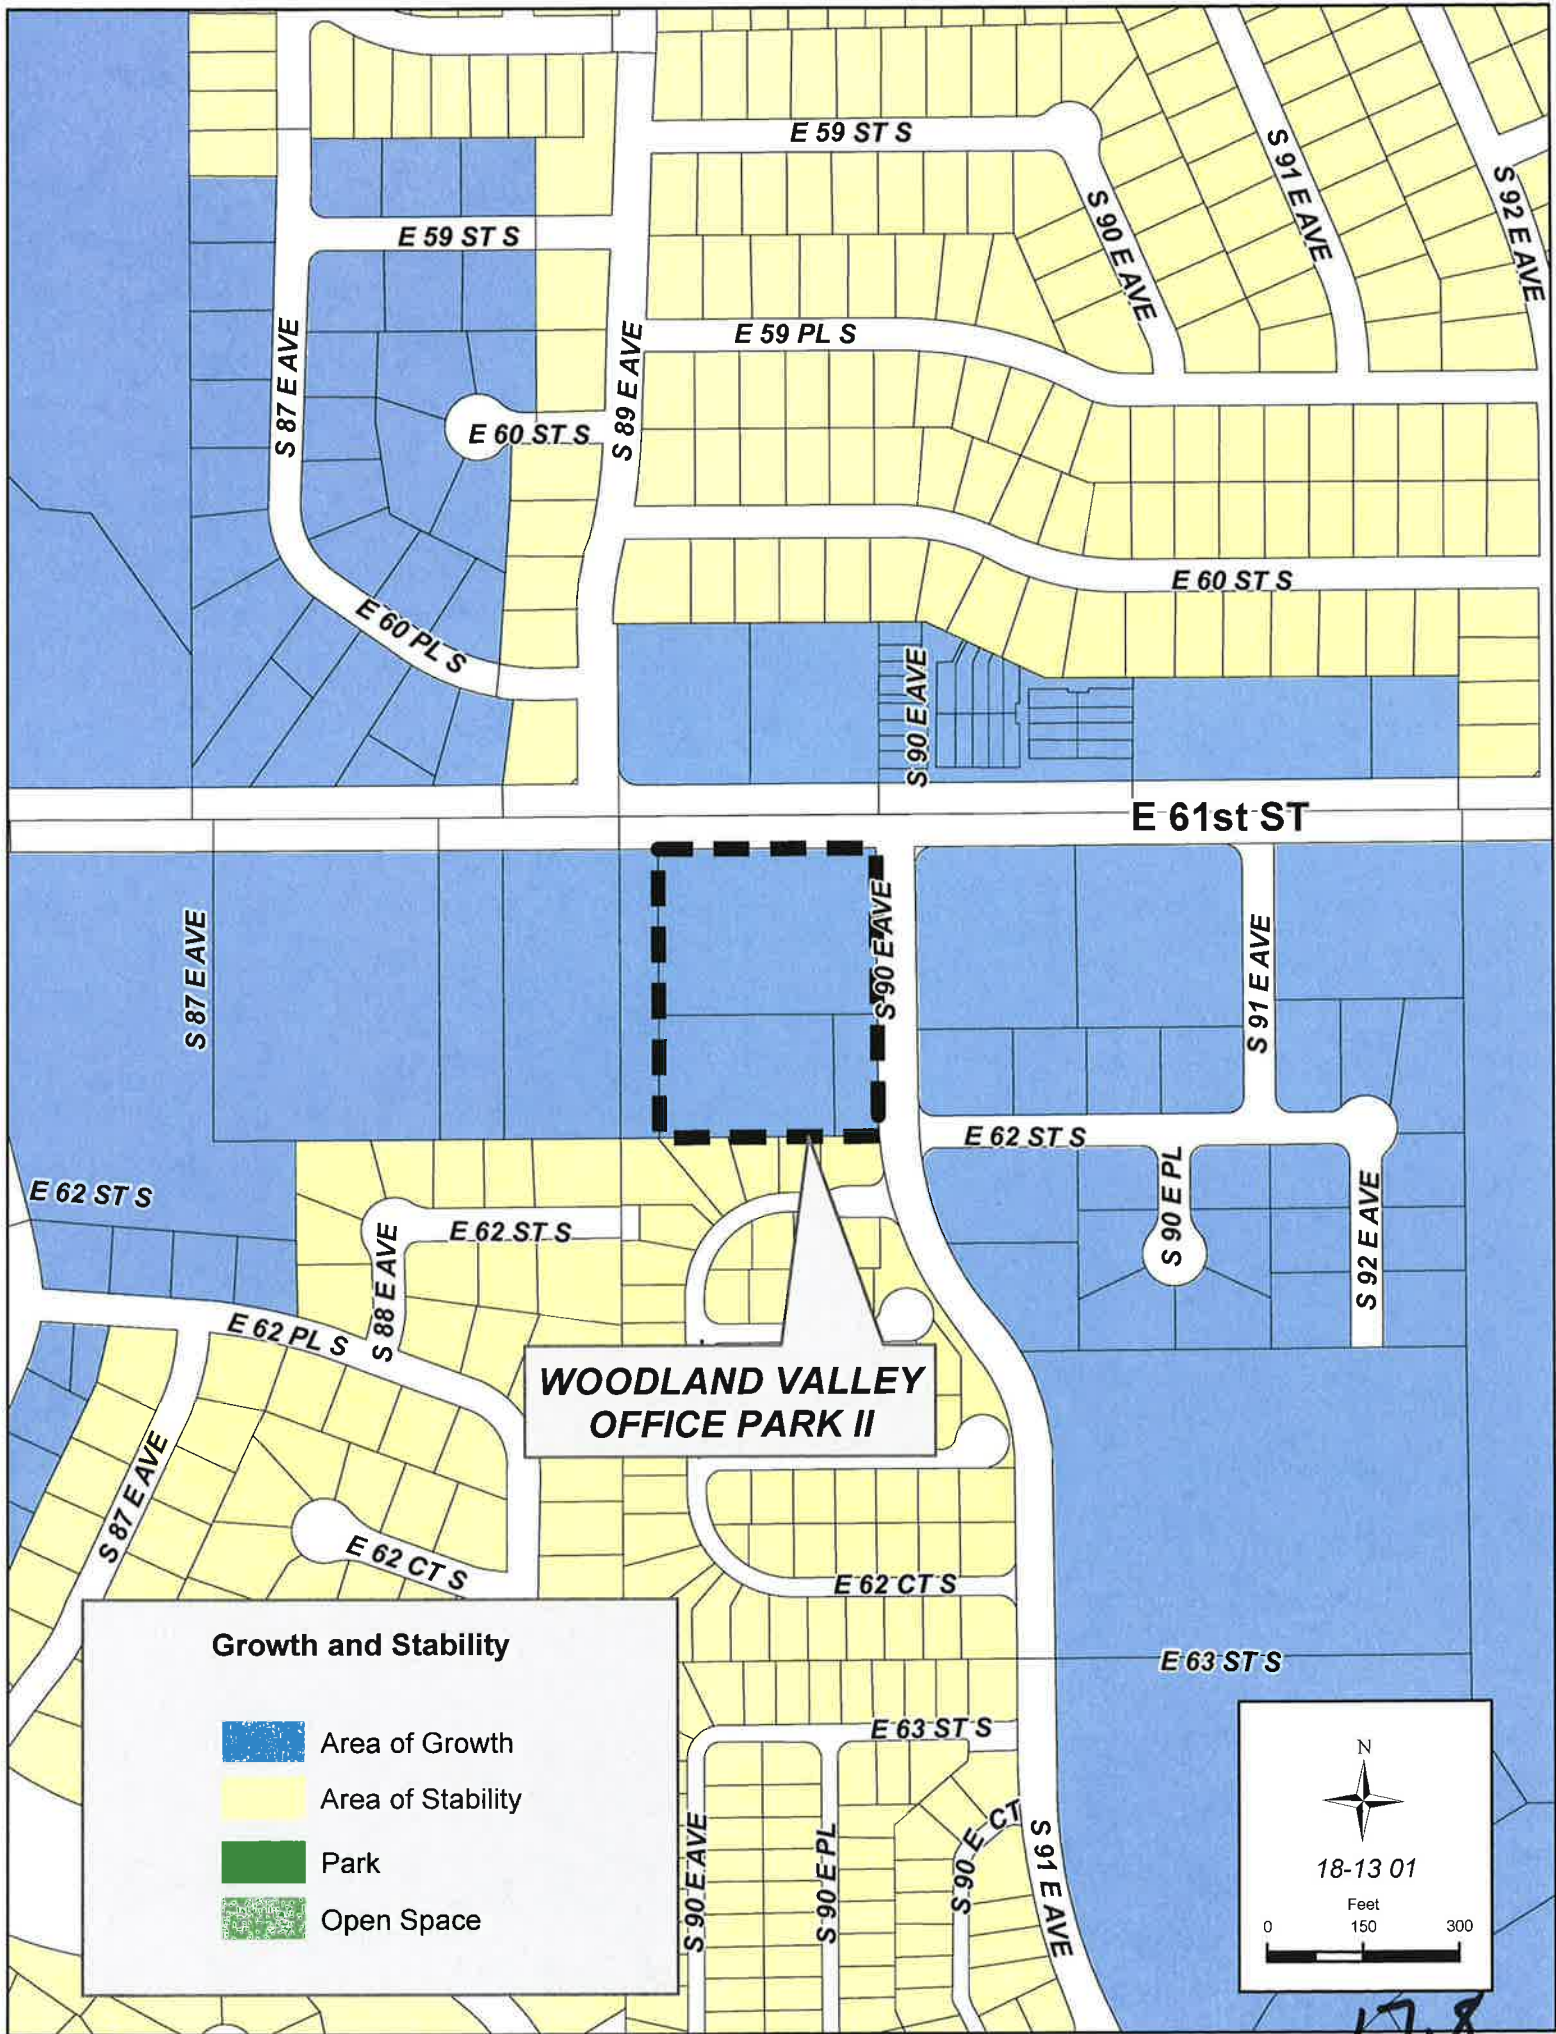 E 59 ST S
S 91 E AVE
S 92 E AVE
S 90 E AVE
E 59 ST S
S 87 E AVE
S 89 E AVE
E 59 PL S
E 60 ST S
E 60 ST S
E 60 PL S
S 90 E AVE
E 61st ST
S 87 E AVE
S 90 E AVE
S 91 E AVE
E 62 ST S
E 62 ST S
E 62 ST S
S 90 E PL
S 92 E AVE
S 88 E AVE
E 62 PL S
WOODLAND VALLEY
OFFICE PARK II
S 87 E AVE
E 62 CT S
E 62 CT S
E 63 ST S
E 63 ST S
S 90 E AVE
S 90 E PL
S 90 E CT
S 91 E AVE
Growth and Stability
Area of Growth
Area of Stability
Park
Open Space
N
18-13 01
Feet
0 150 300
17.8